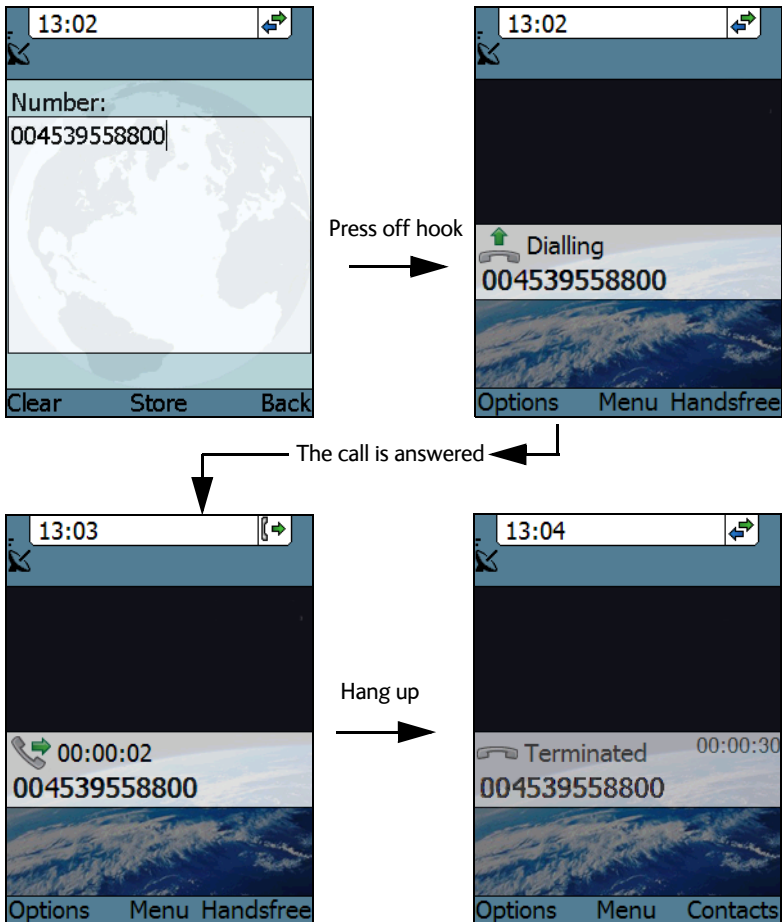 13:02
Number:
004539558800
Clear Store Back
Press off hook
13:02
Dialling
004539558800
Options Menu Handsfree
The call is answered
13:03
00:00:02
004539558800
Options Menu Handsfree
Hang up
13:04
Terminated 00:00:30
004539558800
Options Menu Contacts